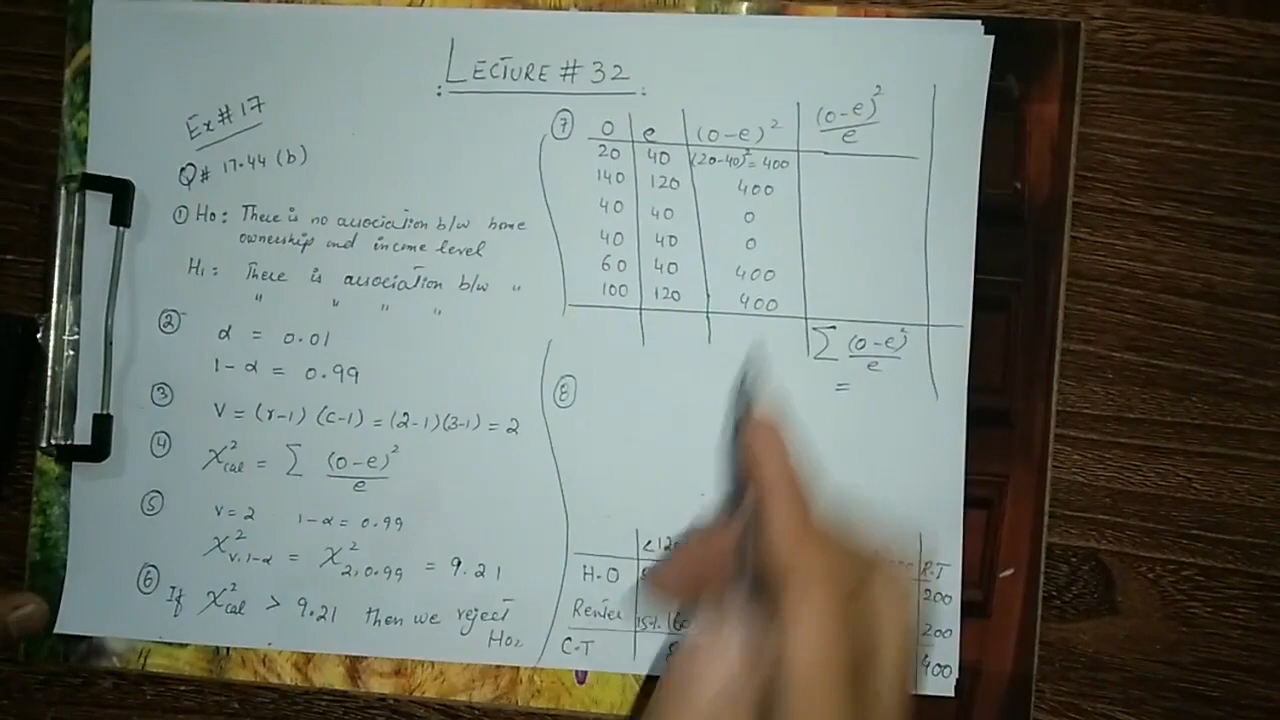 LECTURE # 32
Ex # 17
Q# 17.44 (b)
① H₀: There is no association b/w home
ownership and income level
H₁: There is association b/w "
" " " "
②
α = 0.01
1-α = 0.99
③
V = (r-1) (c-1) = (2-1)(3-1) = 2
④
χ²cal = Σ (o-e)²/e
⑤
v=2 1-α = 0.99
χ²v,1-α = χ²2,0.99 = 9.21
⑥ If χ²cal > 9.21 then we reject
H₀
⑦
O e (o-e)² (o-e)²/e
20 40 (20-40)² = 400
140 120 400
40 40 0
40 40 0
60 40 400
100 120 400
Σ (o-e)²/e
=
⑧
R.T
H.O 200
Renter 15% 200
C.T 400